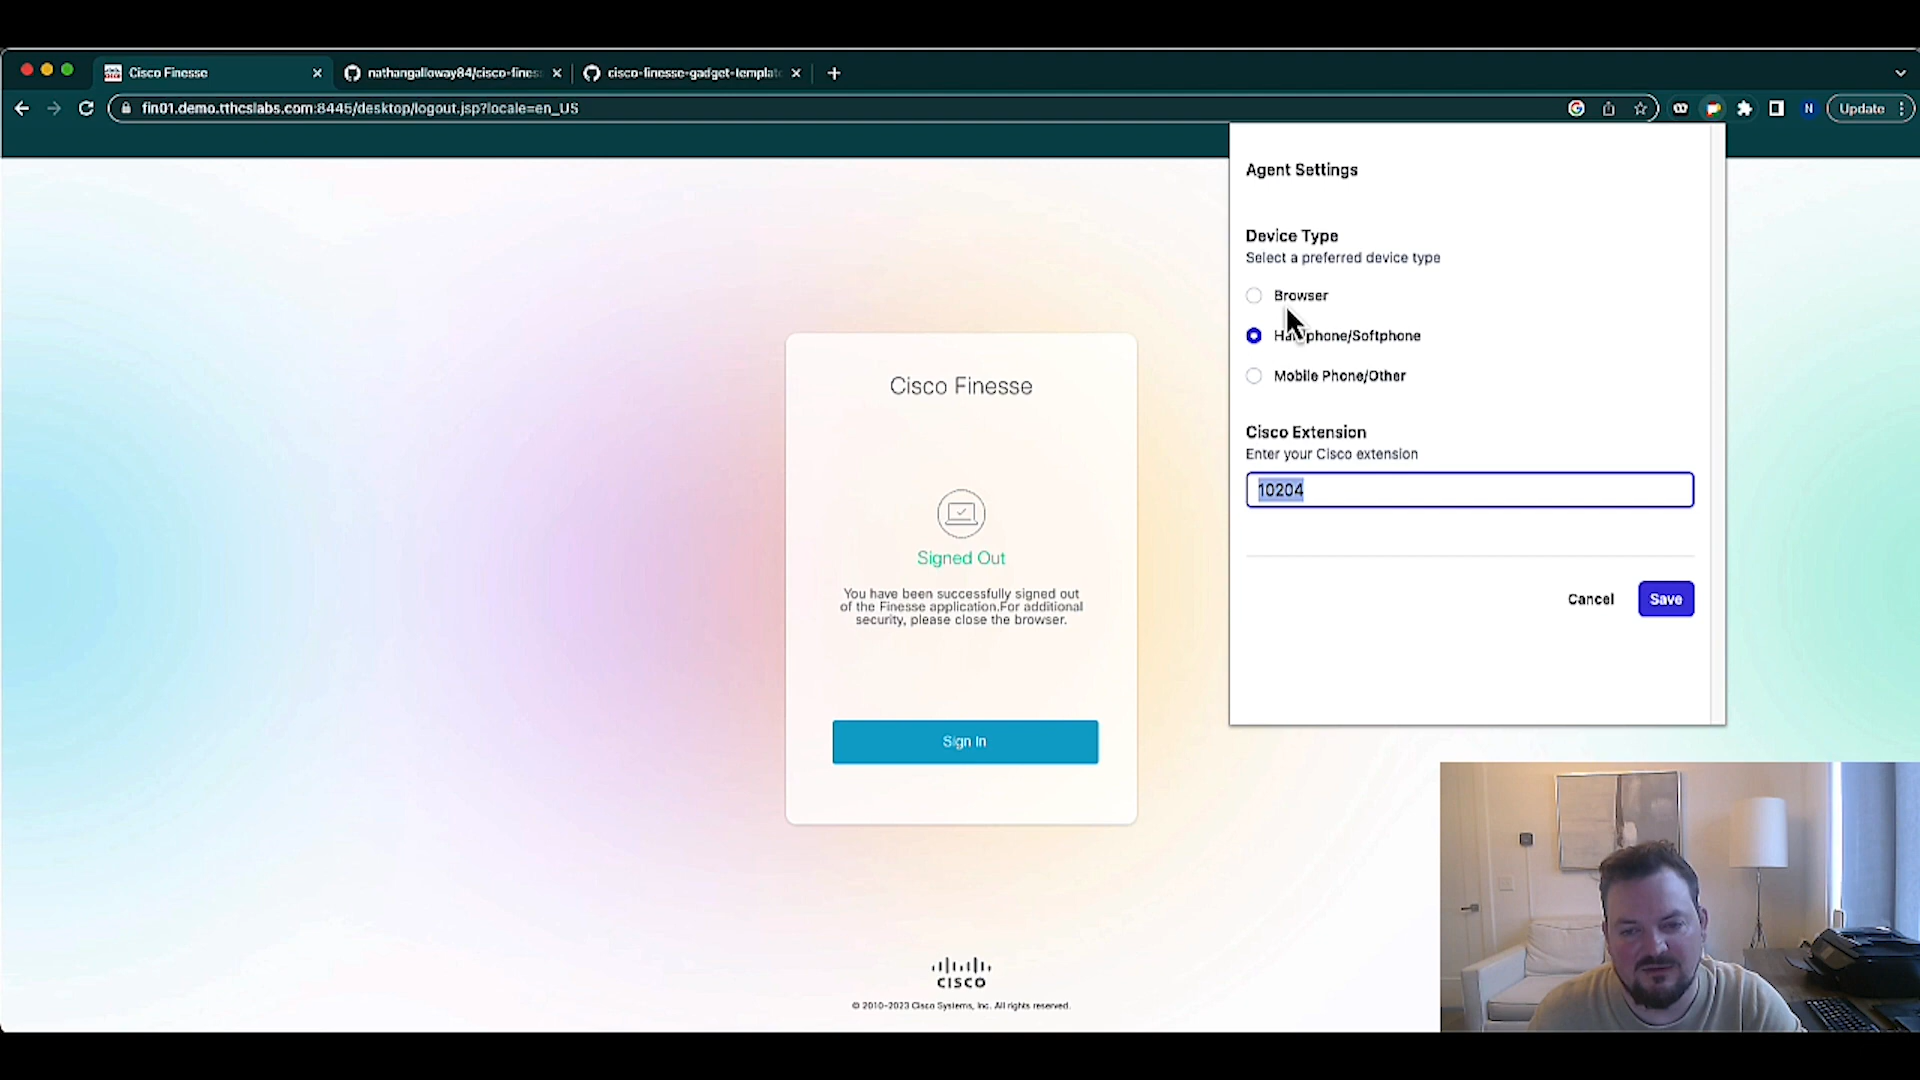 Cisco Finesse
nathangalloway84/cisco-fines
cisco-finesse-gadget-templat
fin01.demo.tthcslabs.com:8445/desktop/logout.jsp?locale=en_US
N
Update
Agent Settings
Device Type
Select a preferred device type
Browser
phone/Softphone
Mobile Phone/Other
Cisco Extension
Enter your Cisco extension
10204
Cancel
Save
Cisco Finesse
Signed Out
You have been successfully signed out
of the Finesse application.For additional
security, please close the browser.
Sign In
CISCO
© 2010-2023 Cisco Systems, Inc. All rights reserved.